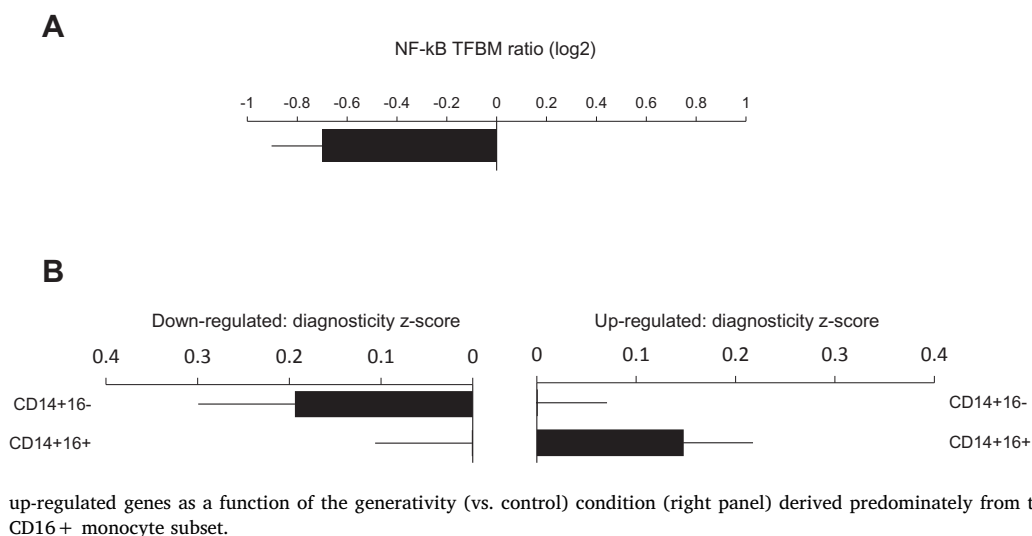 A
NF-kB TFBM ratio (log2)
-1 -0.8 -0.6 -0.4 -0.2 0 0.2 0.4 0.6 0.8 1
B
Down-regulated: diagnosticity z-score Up-regulated: diagnosticity z-score
0.4 0.3 0.2 0.1 0 0 0.1 0.2 0.3 0.4
CD14+16- CD14+16-
CD14+16+ CD14+16+
up-regulated genes as a function of the generativity (vs. control) condition (right panel) derived predominately from
CD16+ monocyte subset.